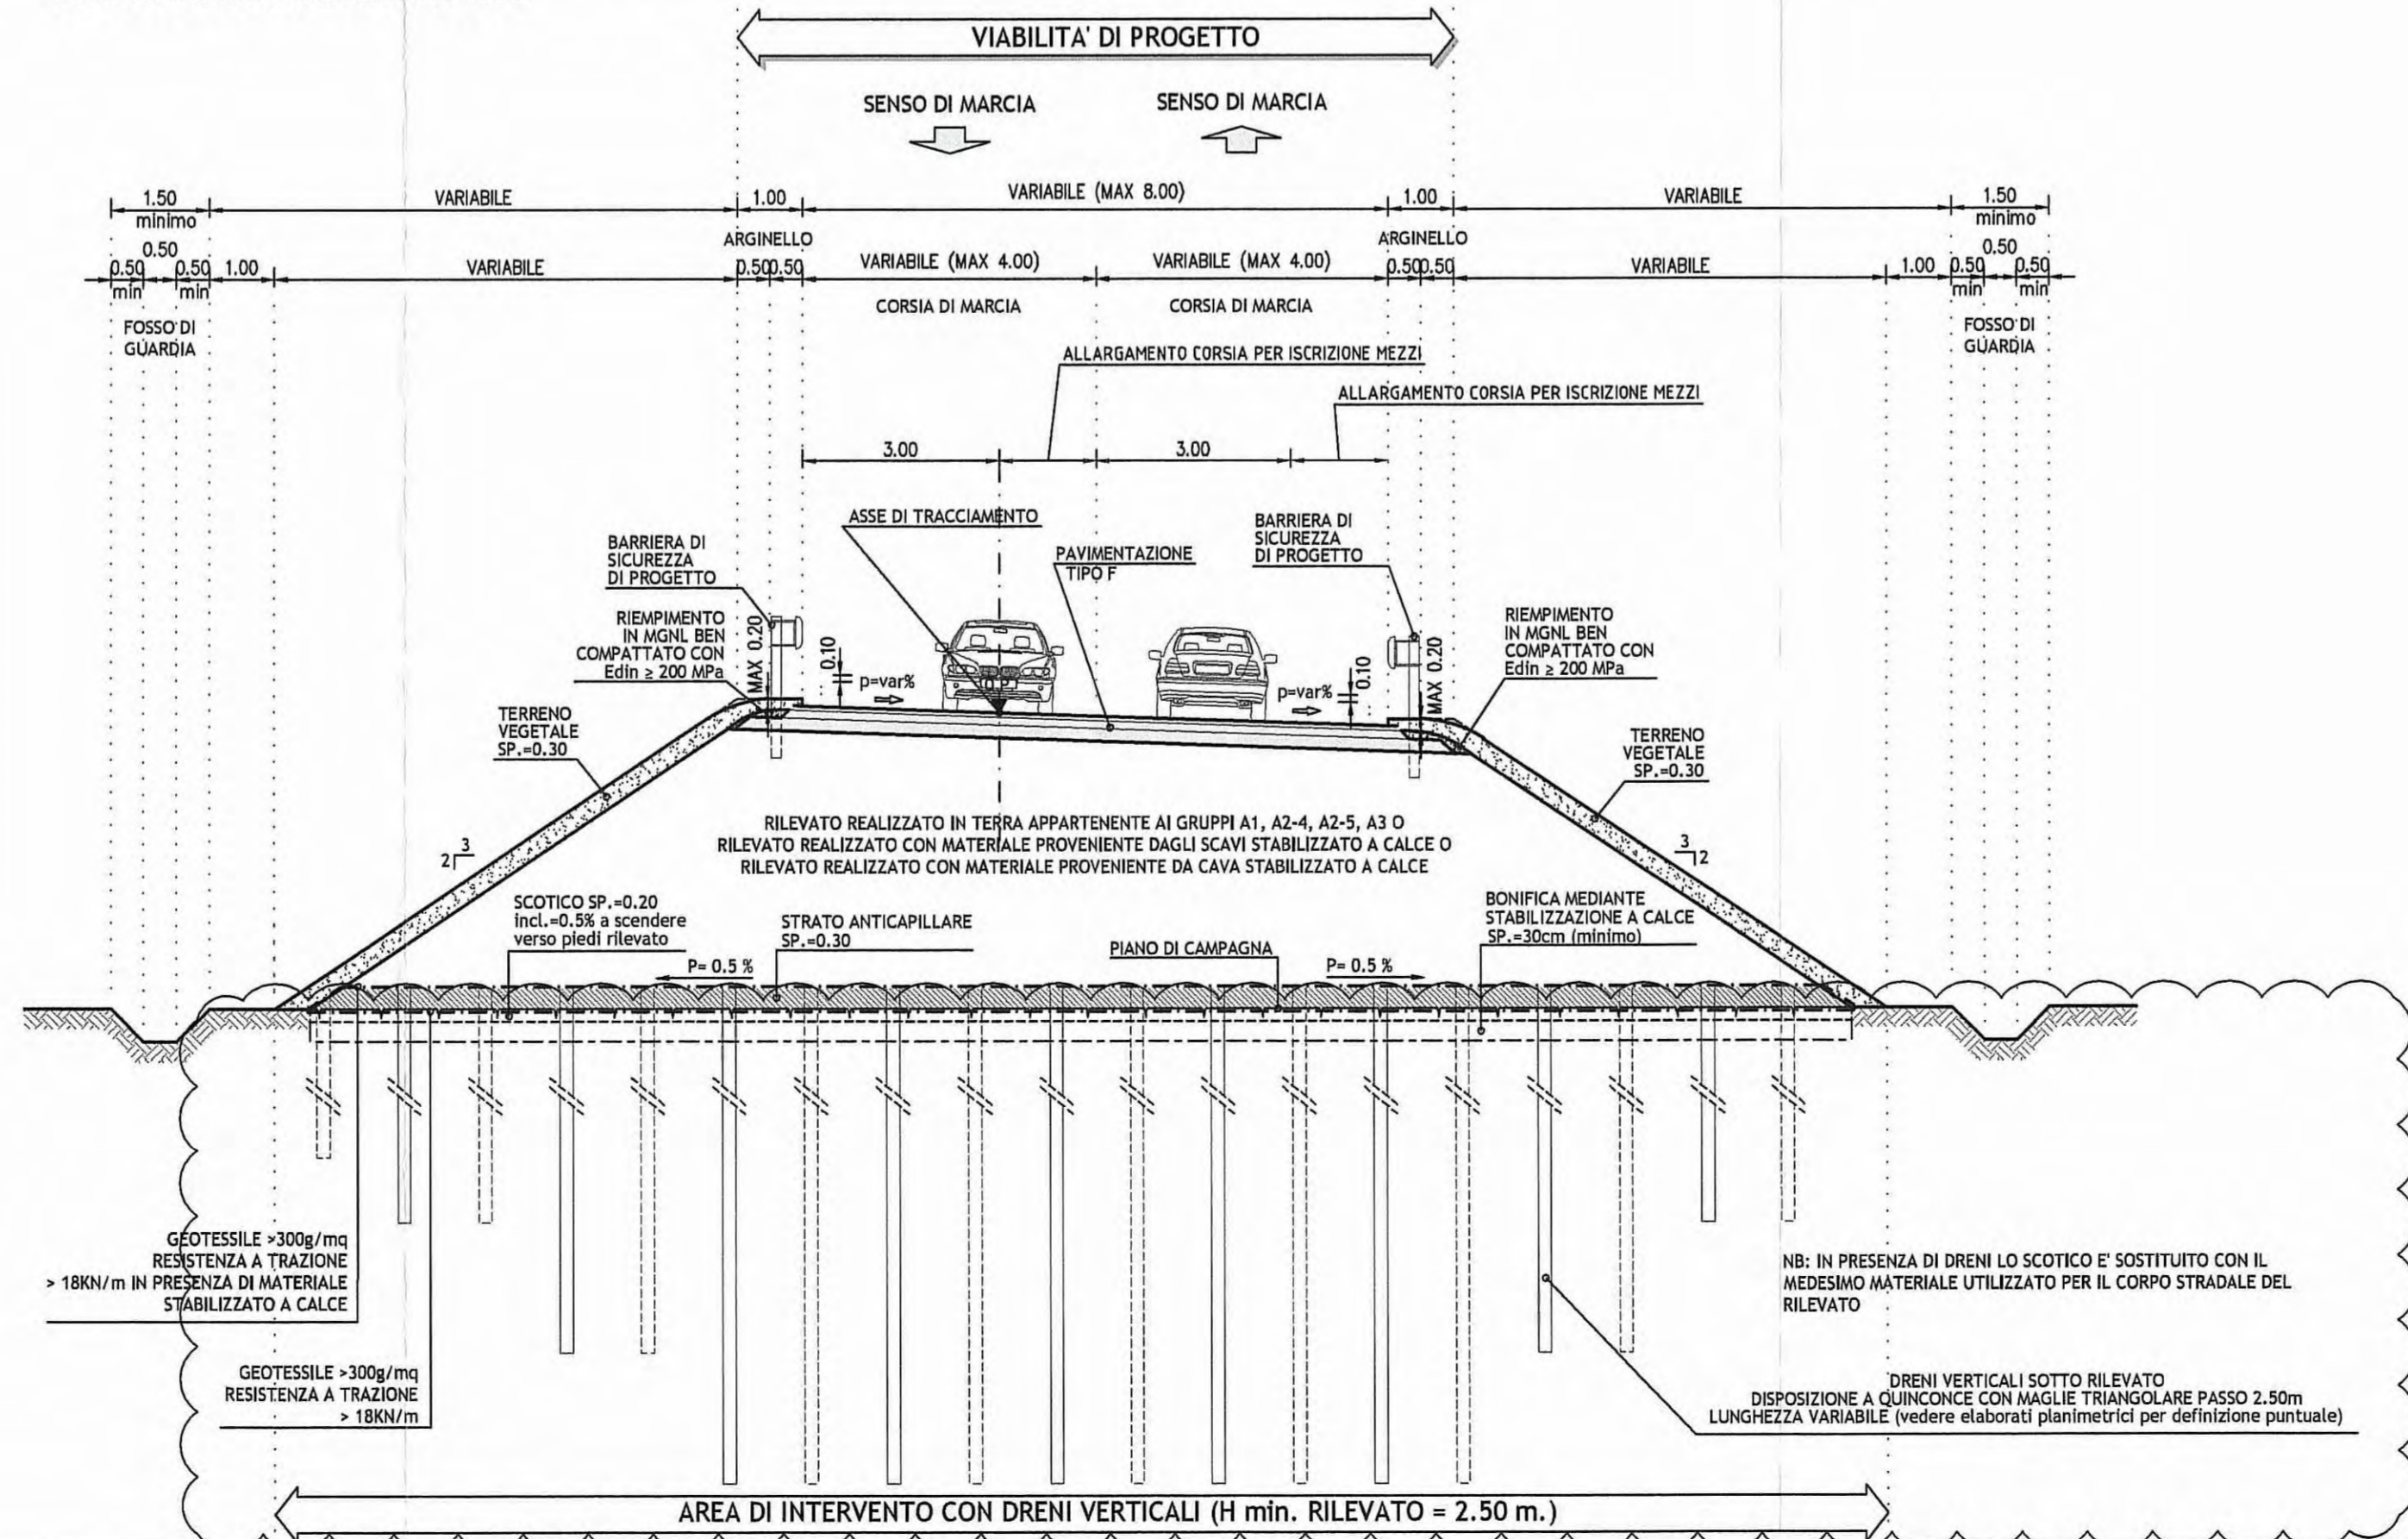 VIABILITA' DI PROGETTO
SENSO DI MARCIA
SENSO DI MARCIA
1.50
minimo
VARIABILE
1.00
VARIABILE (MAX 8.00)
1.00
VARIABILE
1.50
minimo
ARGINELLO
ARGINELLO
0.50
min
0.50
0.50
min
1.00
VARIABILE
0.50
0.50
VARIABILE (MAX 4.00)
VARIABILE (MAX 4.00)
0.50
0.50
VARIABILE
1.00
0.50
min
0.50
0.50
min
CORSIA DI MARCIA
CORSIA DI MARCIA
FOSSO DI
GUARDIA
FOSSO DI
GUARDIA
ALLARGAMENTO CORSIA PER ISCRIZIONE MEZZI
ALLARGAMENTO CORSIA PER ISCRIZIONE MEZZI
3.00
3.00
ASSE DI TRACCIAMENTO
BARRIERA DI
SICUREZZA
DI PROGETTO
BARRIERA DI
SICUREZZA
DI PROGETTO
PAVIMENTAZIONE
TIPO F
RIEMPIMENTO
IN MGNL BEN
COMPATTATO CON
Edin ≥ 200 MPa
MAX 0.20
0.10
p=var%
p=var%
0.10
MAX 0.20
RIEMPIMENTO
IN MGNL BEN
COMPATTATO CON
Edin ≥ 200 MPa
TERRENO
VEGETALE
SP.=0.30
TERRENO
VEGETALE
SP.=0.30
RILEVATO REALIZZATO IN TERRA APPARTENENTE AI GRUPPI A1, A2-4, A2-5, A3 O
RILEVATO REALIZZATO CON MATERIALE PROVENIENTE DAGLI SCAVI STABILIZZATO A CALCE O
RILEVATO REALIZZATO CON MATERIALE PROVENIENTE DA CAVA STABILIZZATO A CALCE
3
2
3
2
SCOTICO SP.=0.20
incl.=0.5% a scendere
verso piedi rilevato
STRATO ANTICAPILLARE
SP.=0.30
PIANO DI CAMPAGNA
BONIFICA MEDIANTE
STABILIZZAZIONE A CALCE
SP.=30cm (minimo)
P= 0.5 %
P= 0.5 %
GEOTESSILE >300g/mq
RESISTENZA A TRAZIONE
> 18KN/m IN PRESENZA DI MATERIALE
STABILIZZATO A CALCE
GEOTESSILE >300g/mq
RESISTENZA A TRAZIONE
> 18KN/m
NB: IN PRESENZA DI DRENI LO SCOTICO E' SOSTITUITO CON IL
MEDESIMO MATERIALE UTILIZZATO PER IL CORPO STRADALE DEL
RILEVATO
DRENI VERTICALI SOTTO RILEVATO
DISPOSIZIONE A QUINCONCE CON MAGLIE TRIANGOLARE PASSO 2.50m
LUNGHEZZA VARIABILE (vedere elaborati planimetrici per definizione puntuale)
AREA DI INTERVENTO CON DRENI VERTICALI (H min. RILEVATO = 2.50 m.)